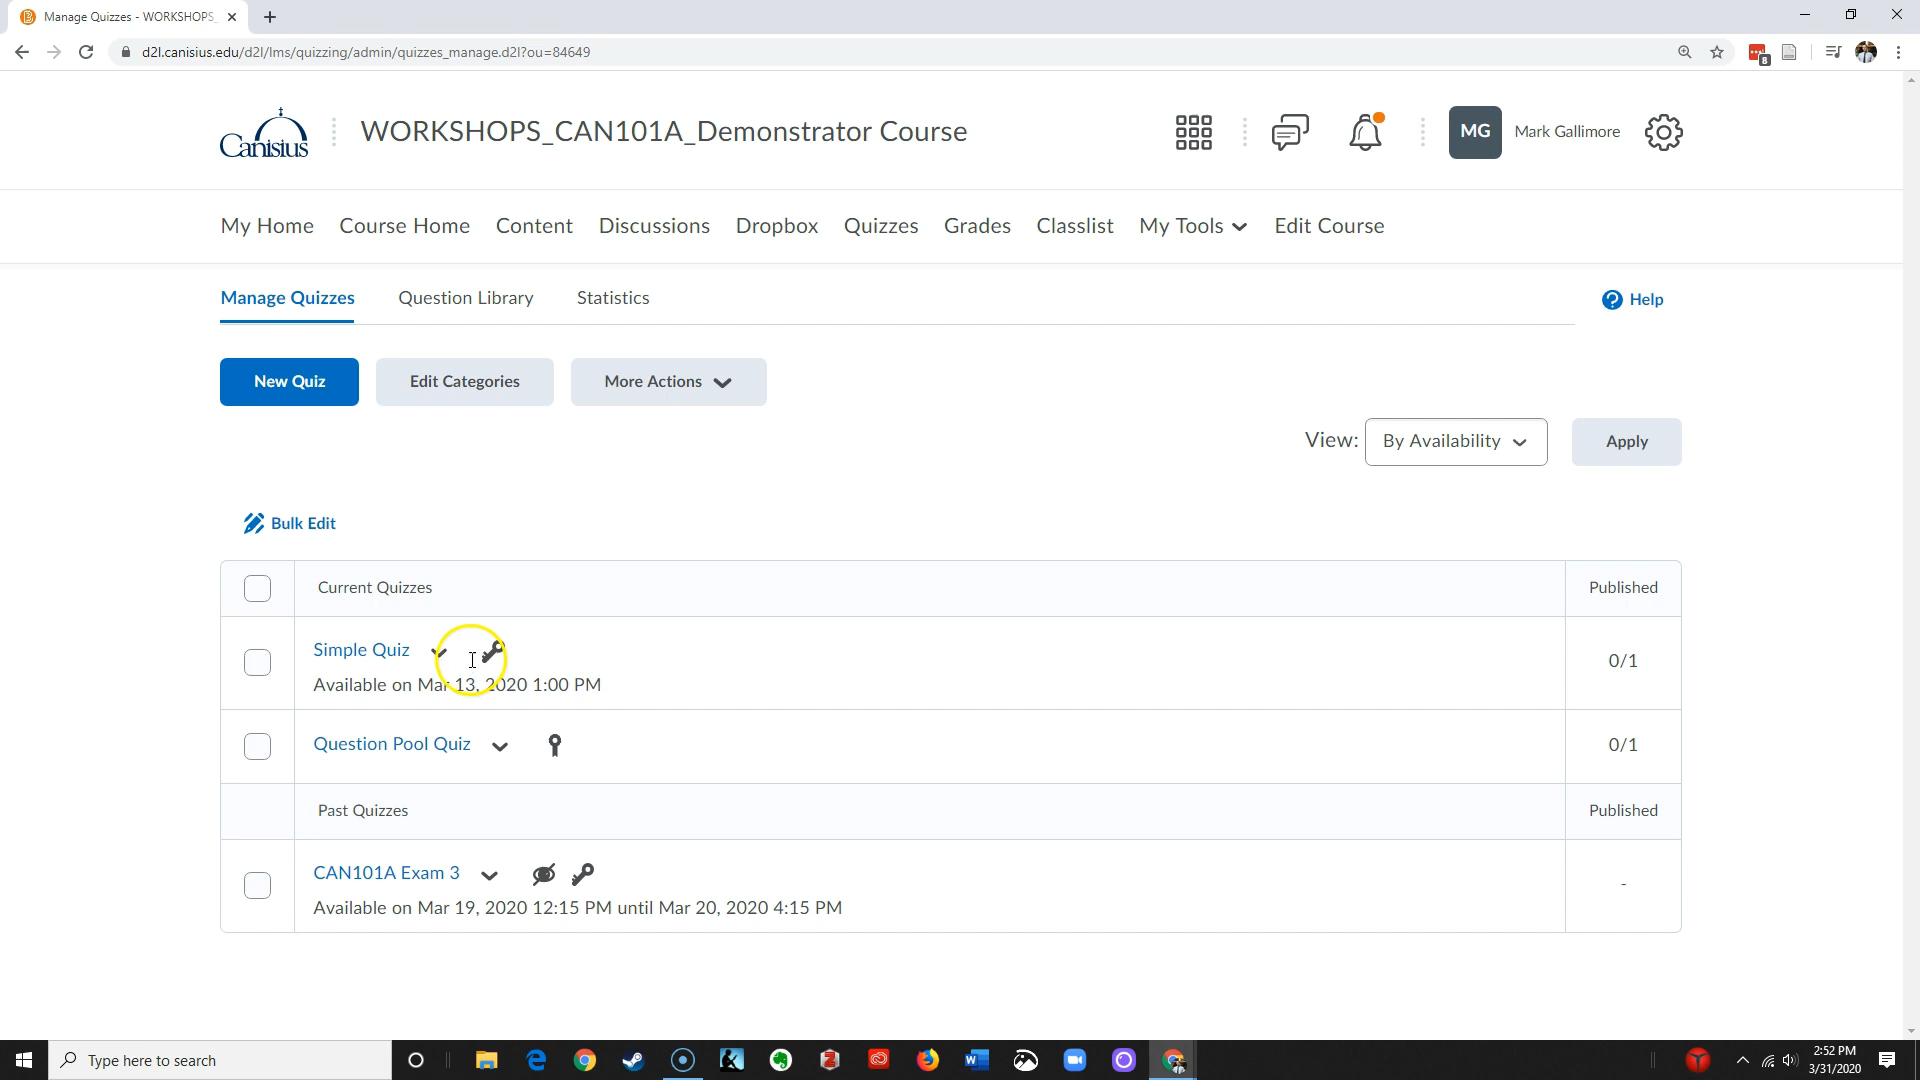 Manage Quizzes - WORKSHOPS_
d2l.canisius.edu/d2l/lms/quizzing/admin/quizzes_manage.d2l?ou=84649
8
Canisius
WORKSHOPS_CAN101A_Demonstrator Course
MG
Mark Gallimore
My Home
Course Home
Content
Discussions
Dropbox
Quizzes
Grades
Classlist
My Tools
Edit Course
Manage Quizzes
Question Library
Statistics
Help
New Quiz
Edit Categories
More Actions
View:
By Availability
Apply
Bulk Edit
Current Quizzes
Published
Simple Quiz
Available on Mar 13, 2020 1:00 PM
0/1
Question Pool Quiz
0/1
Past Quizzes
Published
CAN101A Exam 3
Available on Mar 19, 2020 12:15 PM until Mar 20, 2020 4:15 PM
-
Type here to search
2:52 PM
3/31/2020